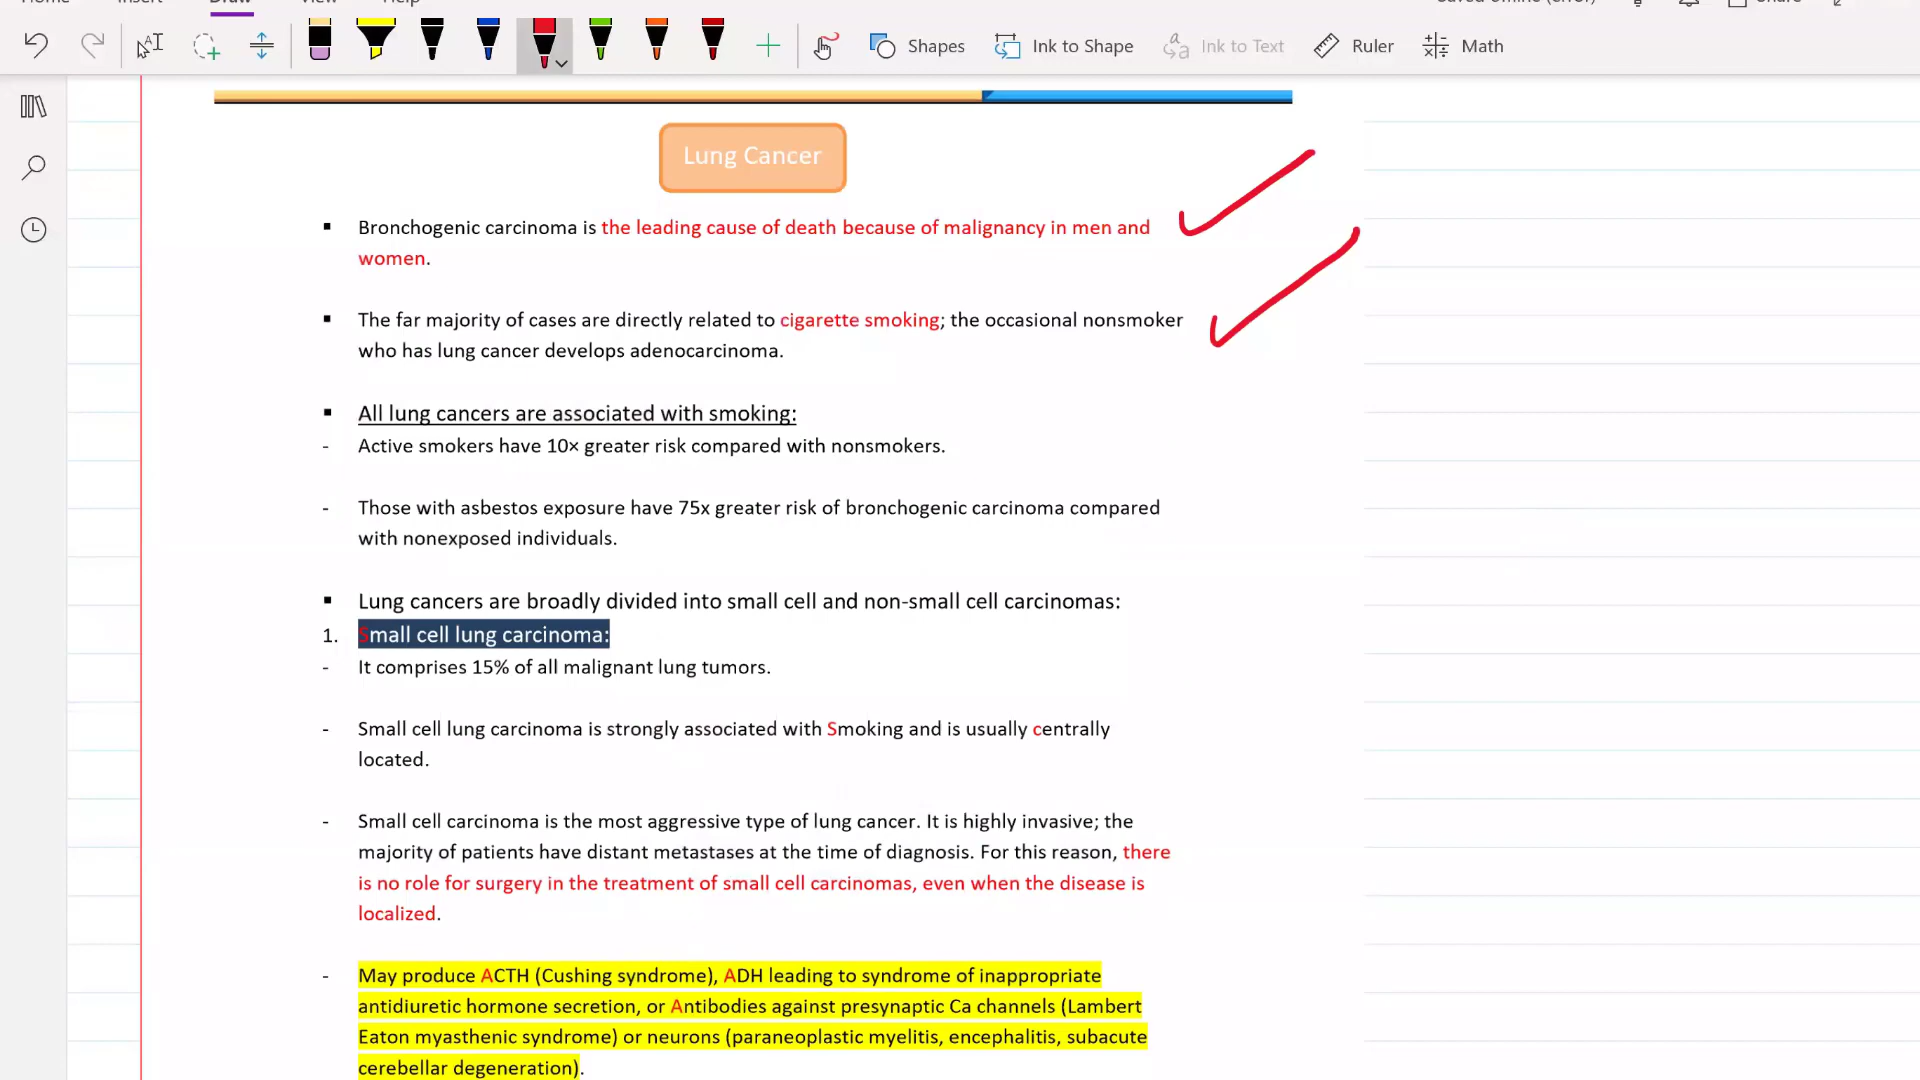 Home Insert Draw View Help Saved offline (error) Share
Shapes Ink to Shape Ink to Text Ruler Math
Lung Cancer
▪ Bronchogenic carcinoma is the leading cause of death because of malignancy in men and
women.
▪ The far majority of cases are directly related to cigarette smoking; the occasional nonsmoker
who has lung cancer develops adenocarcinoma.
▪ All lung cancers are associated with smoking:
- Active smokers have 10× greater risk compared with nonsmokers.
- Those with asbestos exposure have 75x greater risk of bronchogenic carcinoma compared
with nonexposed individuals.
▪ Lung cancers are broadly divided into small cell and non-small cell carcinomas:
1. Small cell lung carcinoma:
- It comprises 15% of all malignant lung tumors.
- Small cell lung carcinoma is strongly associated with Smoking and is usually centrally
located.
- Small cell carcinoma is the most aggressive type of lung cancer. It is highly invasive; the
majority of patients have distant metastases at the time of diagnosis. For this reason, there
is no role for surgery in the treatment of small cell carcinomas, even when the disease is
localized.
- May produce ACTH (Cushing syndrome), ADH leading to syndrome of inappropriate
antidiuretic hormone secretion, or Antibodies against presynaptic Ca channels (Lambert
Eaton myasthenic syndrome) or neurons (paraneoplastic myelitis, encephalitis, subacute
cerebellar degeneration).